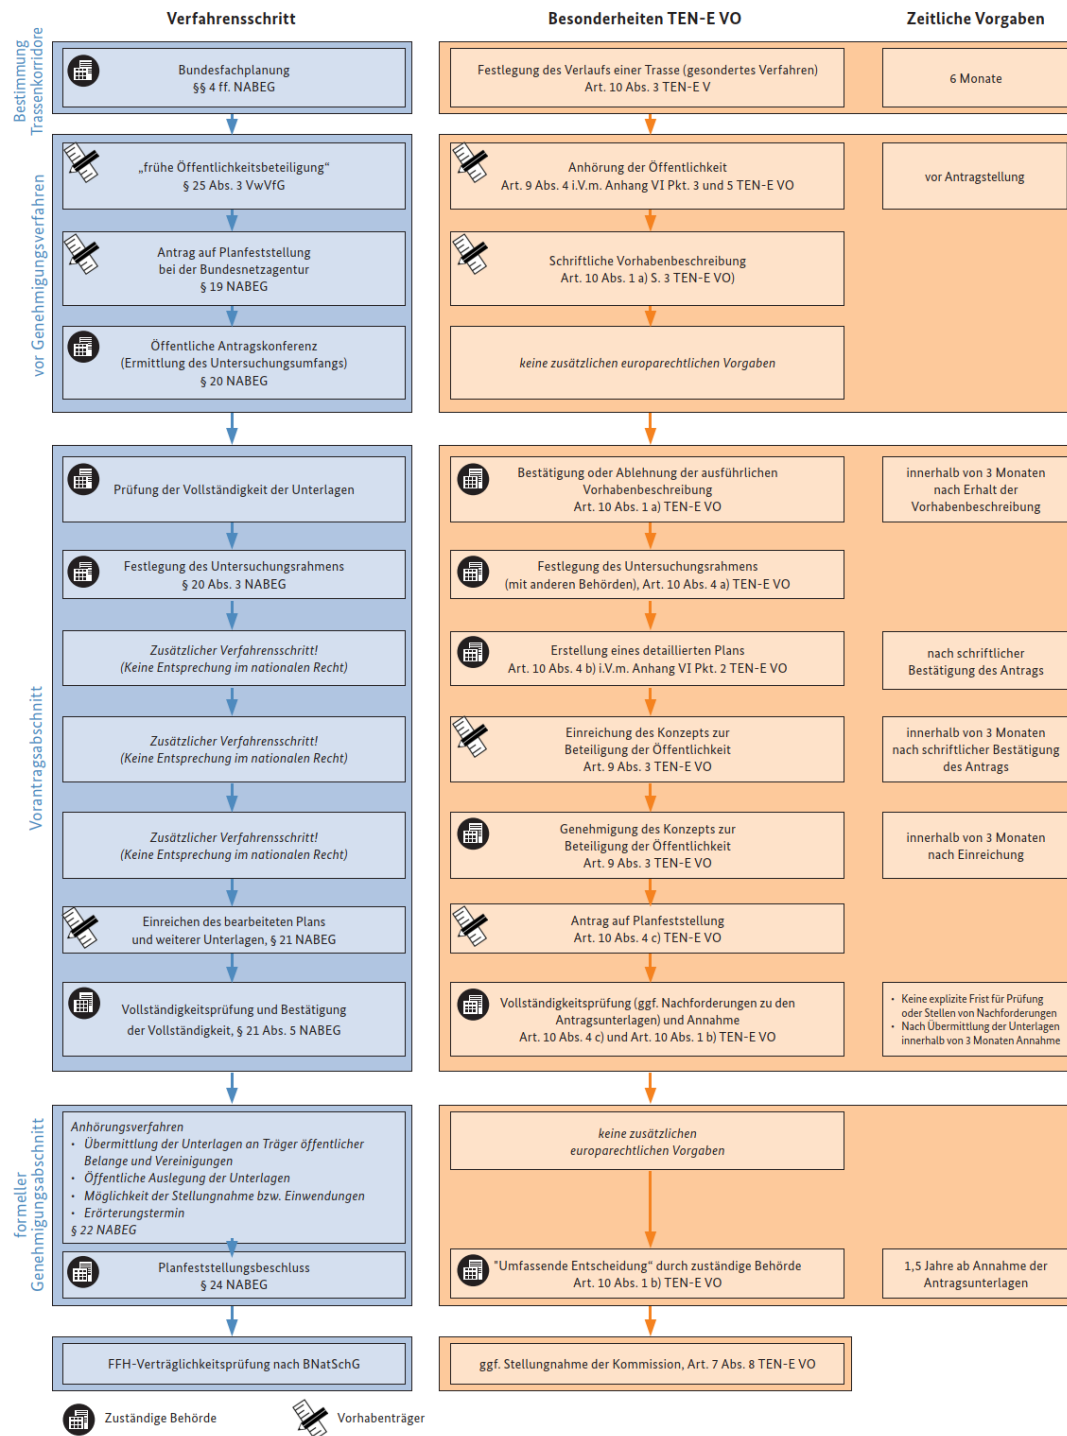 Verfahrensschritt
Besonderheiten TEN-E VO
Zeitliche Vorgaben
Bestimmung
Trassenkorridore
Bundesfachplanung
§§ 4 ff. NABEG
Festlegung des Verlaufs einer Trasse (gesondertes Verfahren)
Art. 10 Abs. 3 TEN-E V
6 Monate
vor Genehmigungsverfahren
„frühe Öffentlichkeitsbeteiligung“
§ 25 Abs. 3 VwVfG
Anhörung der Öffentlichkeit
Art. 9 Abs. 4 i.V.m. Anhang VI Pkt. 3 und 5 TEN-E VO
vor Antragstellung
Antrag auf Planfeststellung
bei der Bundesnetzagentur
§ 19 NABEG
Schriftliche Vorhabenbeschreibung
Art. 10 Abs. 1 a) S. 3 TEN-E VO)
Öffentliche Antragskonferenz
(Ermittlung des Untersuchungsumfangs)
§ 20 NABEG
keine zusätzlichen europarechtlichen Vorgaben
Vorantragsabschnitt
Prüfung der Vollständigkeit der Unterlagen
Bestätigung oder Ablehnung der ausführlichen
Vorhabenbeschreibung
Art. 10 Abs. 1 a) TEN-E VO
innerhalb von 3 Monaten
nach Erhalt der
Vorhabenbeschreibung
Festlegung des Untersuchungsrahmens
§ 20 Abs. 3 NABEG
Festlegung des Untersuchungsrahmens
(mit anderen Behörden), Art. 10 Abs. 4 a) TEN-E VO
Zusätzlicher Verfahrensschritt!
(Keine Entsprechung im nationalen Recht)
Erstellung eines detaillierten Plans
Art. 10 Abs. 4 b) i.V.m. Anhang VI Pkt. 2 TEN-E VO
nach schriftlicher
Bestätigung des Antrags
Zusätzlicher Verfahrensschritt!
(Keine Entsprechung im nationalen Recht)
Einreichung des Konzepts zur
Beteiligung der Öffentlichkeit
Art. 9 Abs. 3 TEN-E VO
innerhalb von 3 Monaten
nach schriftlicher Bestätigung
des Antrags
Zusätzlicher Verfahrensschritt!
(Keine Entsprechung im nationalen Recht)
Genehmigung des Konzepts zur
Beteiligung der Öffentlichkeit
Art. 9 Abs. 3 TEN-E VO
innerhalb von 3 Monaten
nach Einreichung
Einreichen des bearbeiteten Plans
und weiterer Unterlagen, § 21 NABEG
Antrag auf Planfeststellung
Art. 10 Abs. 4 c) TEN-E VO
Vollständigkeitsprüfung und Bestätigung
der Vollständigkeit, § 21 Abs. 5 NABEG
Vollständigkeitsprüfung (ggf. Nachforderungen zu den
Antragsunterlagen) und Annahme
Art. 10 Abs. 4 c) und Art. 10 Abs. 1 b) TEN-E VO
• Keine explizite Frist für Prüfung
oder Stellen von Nachforderungen
• Nach Übermittlung der Unterlagen
innerhalb von 3 Monaten Annahme
formeller
Genehmigungsabschnitt
Anhörungsverfahren
• Übermittlung der Unterlagen an Träger öffentlicher
Belange und Vereinigungen
• Öffentliche Auslegung der Unterlagen
• Möglichkeit der Stellungnahme bzw. Einwendungen
• Erörterungstermin
§ 22 NABEG
keine zusätzlichen
europarechtlichen Vorgaben
Planfeststellungsbeschluss
§ 24 NABEG
"Umfassende Entscheidung“ durch zuständige Behörde
Art. 10 Abs. 1 b) TEN-E VO
1,5 Jahre ab Annahme der
Antragsunterlagen
FFH-Verträglichkeitsprüfung nach BNatSchG
ggf. Stellungnahme der Kommission, Art. 7 Abs. 8 TEN-E VO
Zuständige Behörde
Vorhabenträger